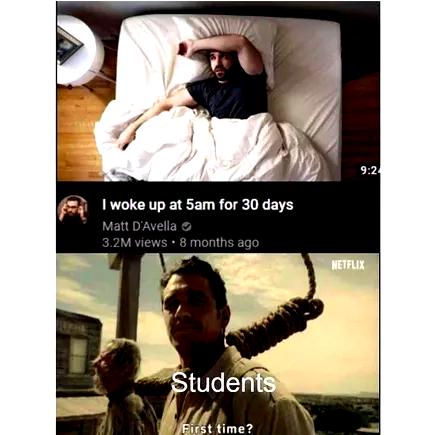 9:24
I woke up at 5am for 30 days
Matt D'Avella
3.2M views • 8 months ago
NETFLIX
Students
First time?